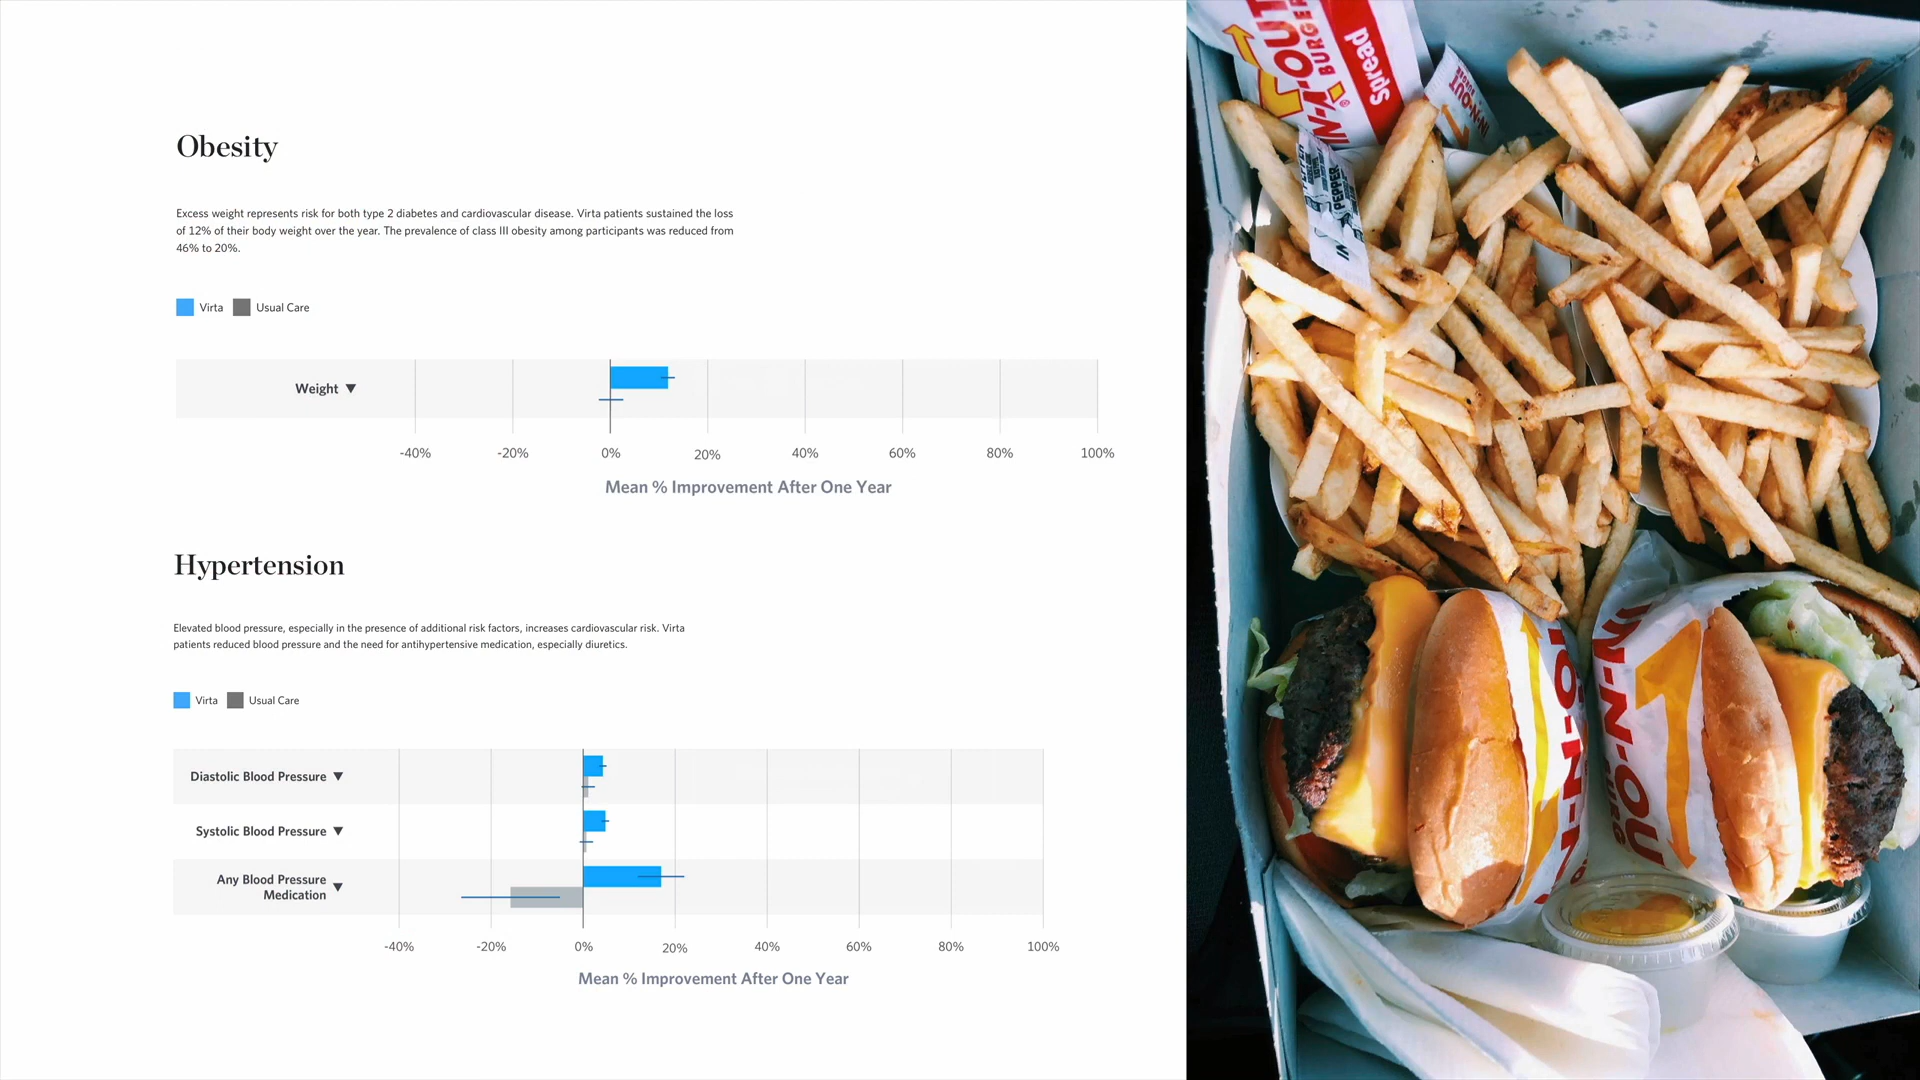 Obesity
Excess weight represents risk for both type 2 diabetes and cardiovascular disease. Virta patients sustained the loss
of 12% of their body weight over the year. The prevalence of class III obesity among participants was reduced from
46% to 20%.
Virta Usual Care
Weight ▼
-40% -20% 0% 20% 40% 60% 80% 100%
Mean % Improvement After One Year
Hypertension
Elevated blood pressure, especially in the presence of additional risk factors, increases cardiovascular risk. Virta
patients reduced blood pressure and the need for antihypertensive medication, especially diuretics.
Virta Usual Care
Diastolic Blood Pressure ▼
Systolic Blood Pressure ▼
Any Blood Pressure
Medication ▼
-40% -20% 0% 20% 40% 60% 80% 100%
Mean % Improvement After One Year
IN-N-OUT
BURGER
®
Spread
IN-N-OUT
PEPPER
IN-N-OU